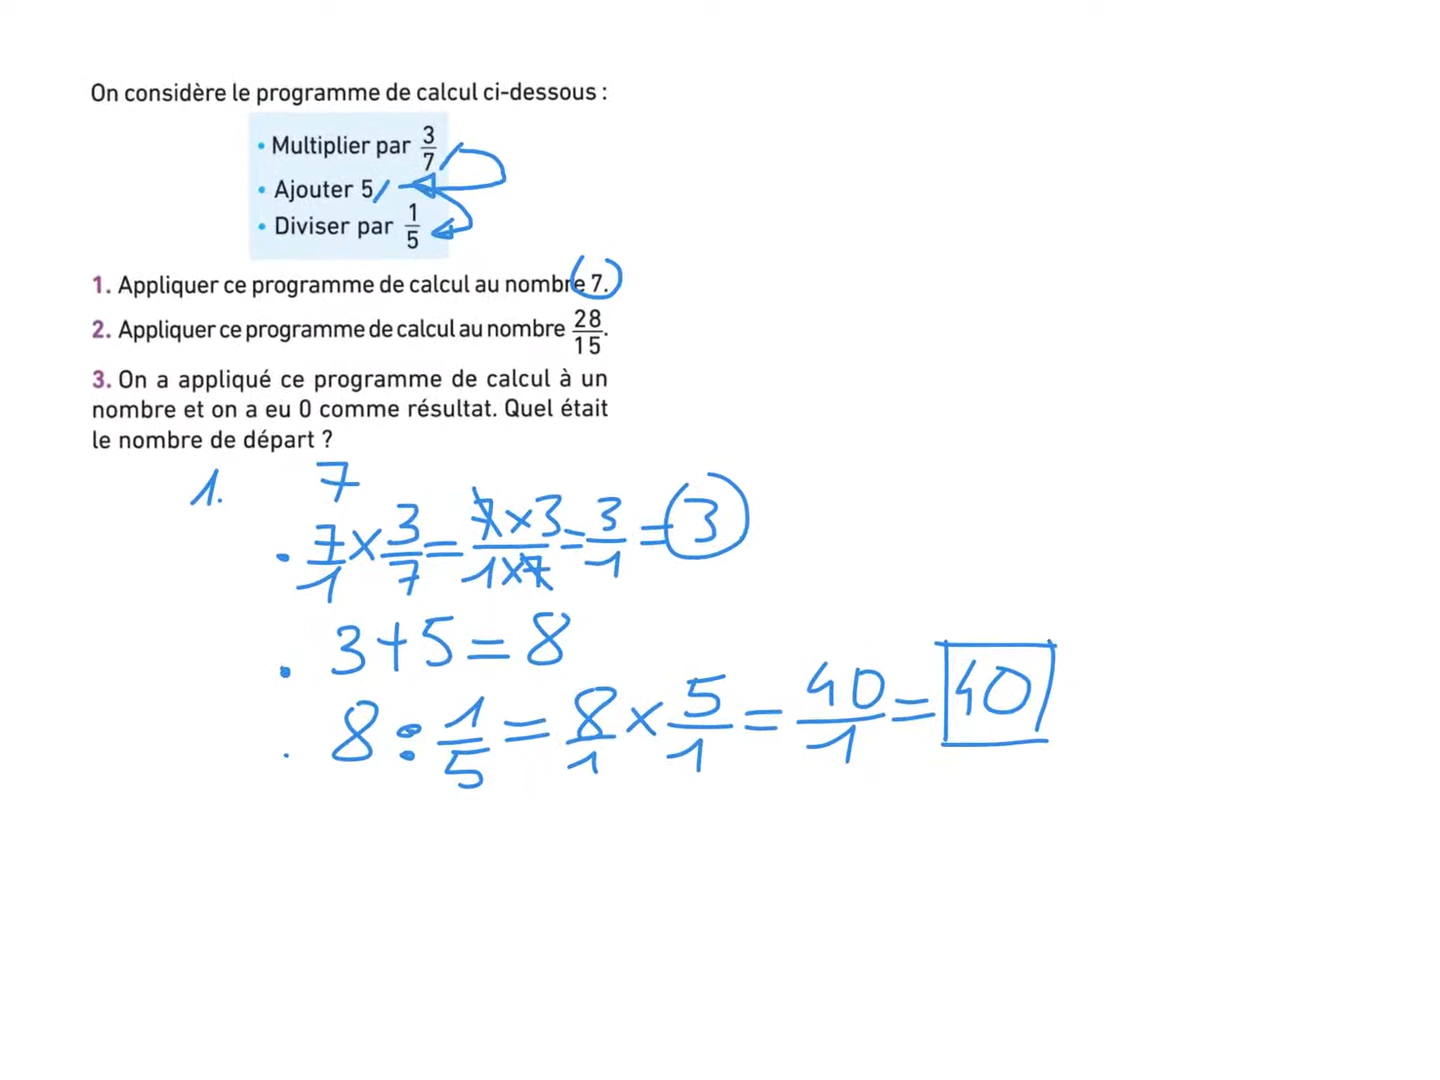 On considère le programme de calcul ci-dessous :
• Multiplier par 3/7
• Ajouter 5
• Diviser par 1/5
1. Appliquer ce programme de calcul au nombre 7.
2. Appliquer ce programme de calcul au nombre 28/15.
3. On a appliqué ce programme de calcul à un
nombre et on a eu 0 comme résultat. Quel était
le nombre de départ ?
1. 7
• 7/1 × 3/7 = 7×3/1×7 = 3/1 = 3
• 3+5=8
• 8 : 1/5 = 8/1 × 5/1 = 40/1 = 40